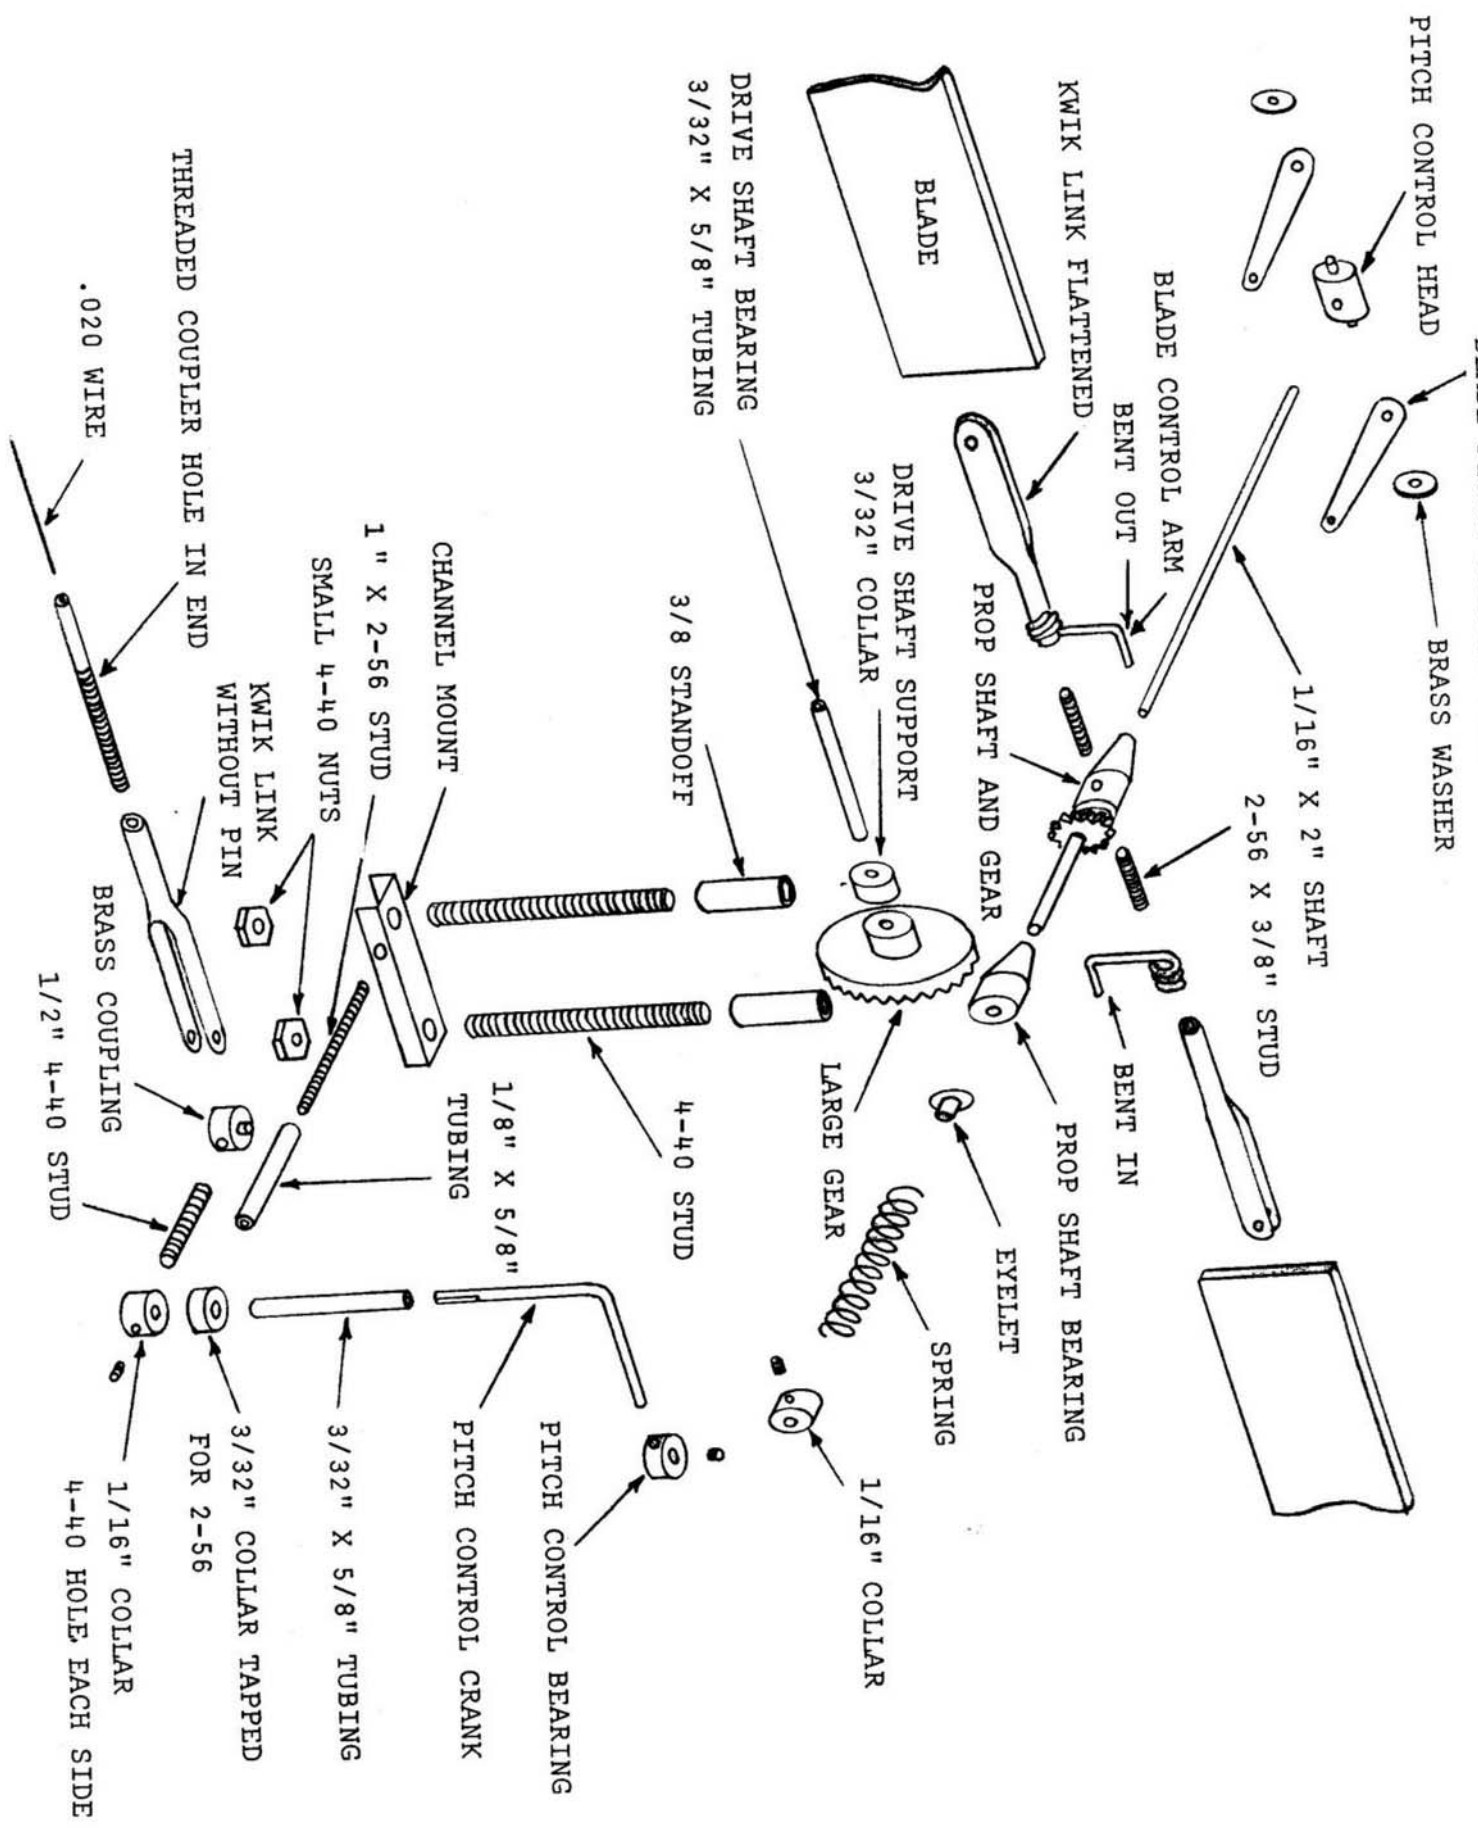 PITCH CONTROL HEAD
BRASS WASHER
1/16" X 2" SHAFT
2-56 X 3/8" STUD
BLADE CONTROL ARM
BENT OUT
BENT IN
KWIK LINK FLATTENED
PROP SHAFT BEARING
PROP SHAFT AND GEAR
EYELET
SPRING
BLADE
DRIVE SHAFT SUPPORT
3/32" COLLAR
1/16" COLLAR
LARGE GEAR
DRIVE SHAFT BEARING
3/32" X 5/8" TUBING
3/8 STANDOFF
4-40 STUD
PITCH CONTROL BEARING
1/8" X 5/8"
TUBING
PITCH CONTROL CRANK
CHANNEL MOUNT
1" X 2-56 STUD
SMALL 4-40 NUTS
3/32" X 5/8" TUBING
KWIK LINK
WITHOUT PIN
3/32" COLLAR TAPPED
FOR 2-56
THREADED COUPLER HOLE IN END
BRASS COUPLING
1/16" COLLAR
4-40 HOLE EACH SIDE
.020 WIRE
1/2" 4-40 STUD